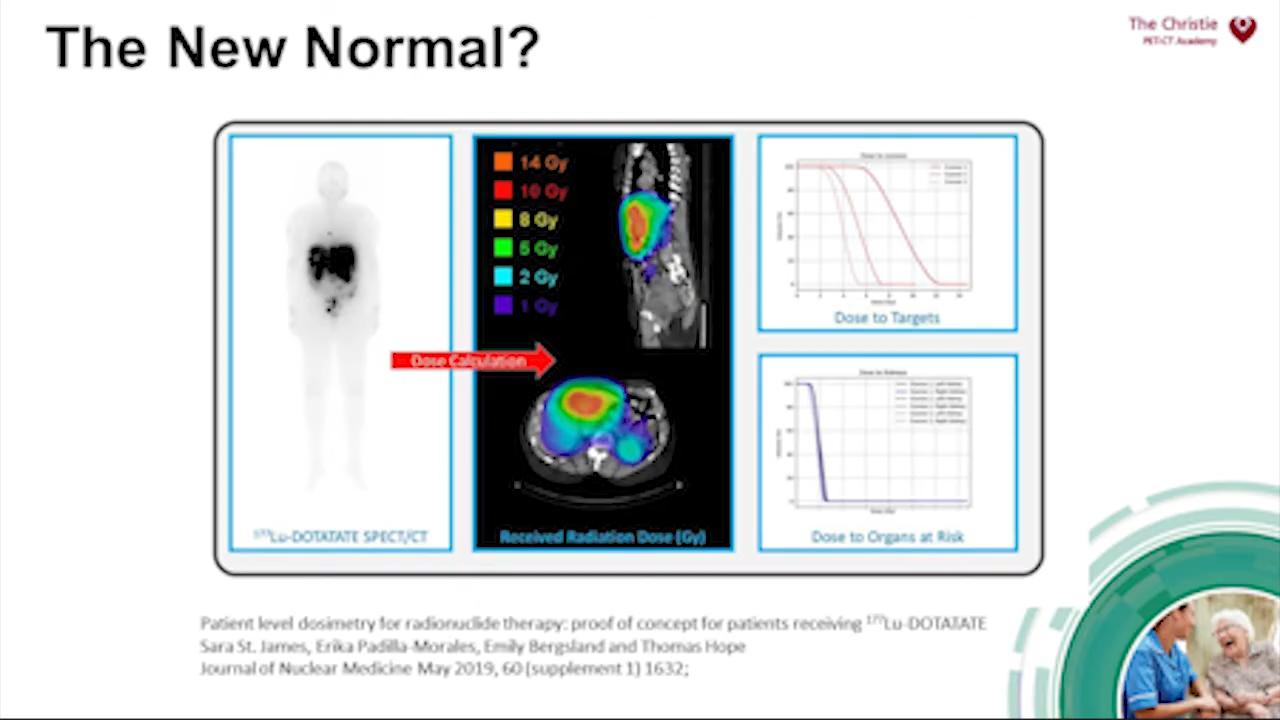 The New Normal?
The Christie
PET-CT Academy
14 Gy
10 Gy
8 Gy
5 Gy
2 Gy
1 Gy
Dose Calculation
¹⁷⁷Lu-DOTATATE SPECT/CT
Received Radiation Dose (Gy)
Dose to Targets
Dose to Organs at Risk
Patient level dosimetry for radionuclide therapy: proof of concept for patients receiving ¹⁷⁷Lu-DOTATATE
Sara St. James, Erika Padilla-Morales, Emily Bergsland and Thomas Hope
Journal of Nuclear Medicine May 2019, 60 (supplement 1) 1632;